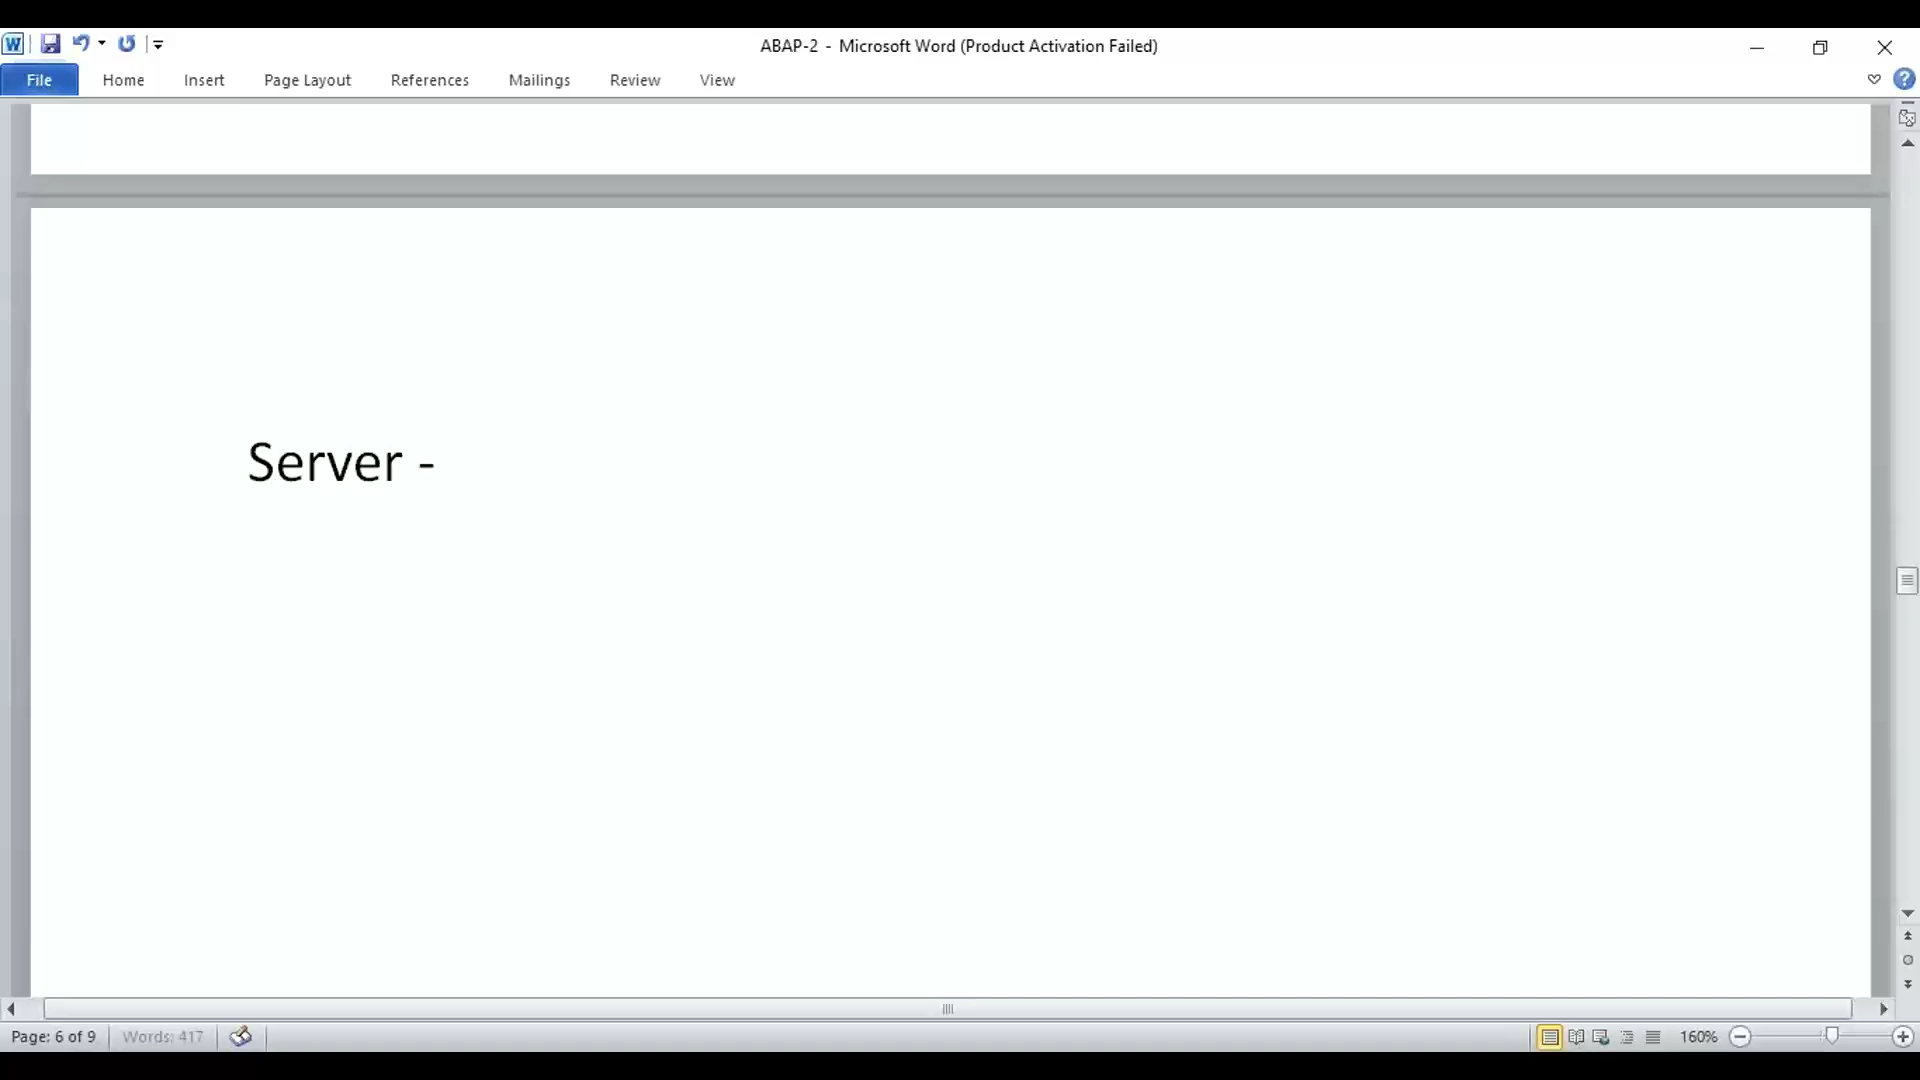 ABAP-2 - Microsoft Word (Product Activation Failed)
File Home Insert Page Layout References Mailings Review View
Server -
Page: 6 of 9 Words: 417 160%